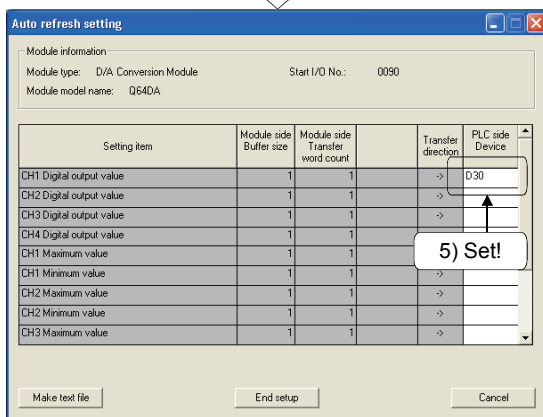 Auto refresh setting
Module information
Module type: D/A Conversion Module Start I/O No.: 0090
Module model name: Q64DA
Setting item Module side Buffer size Module side Transfer word count Transfer direction PLC side Device
CH1 Digital output value 1 1 -> D30
CH2 Digital output value 1 1 ->
CH3 Digital output value 1 1 ->
CH4 Digital output value 1 1
CH1 Maximum value 1 1
5) Set!
CH1 Minimum value 1 1 ->
CH2 Maximum value 1 1 ->
CH2 Minimum value 1 1 ->
CH3 Maximum value 1 1 ->
Make text file End setup Cancel